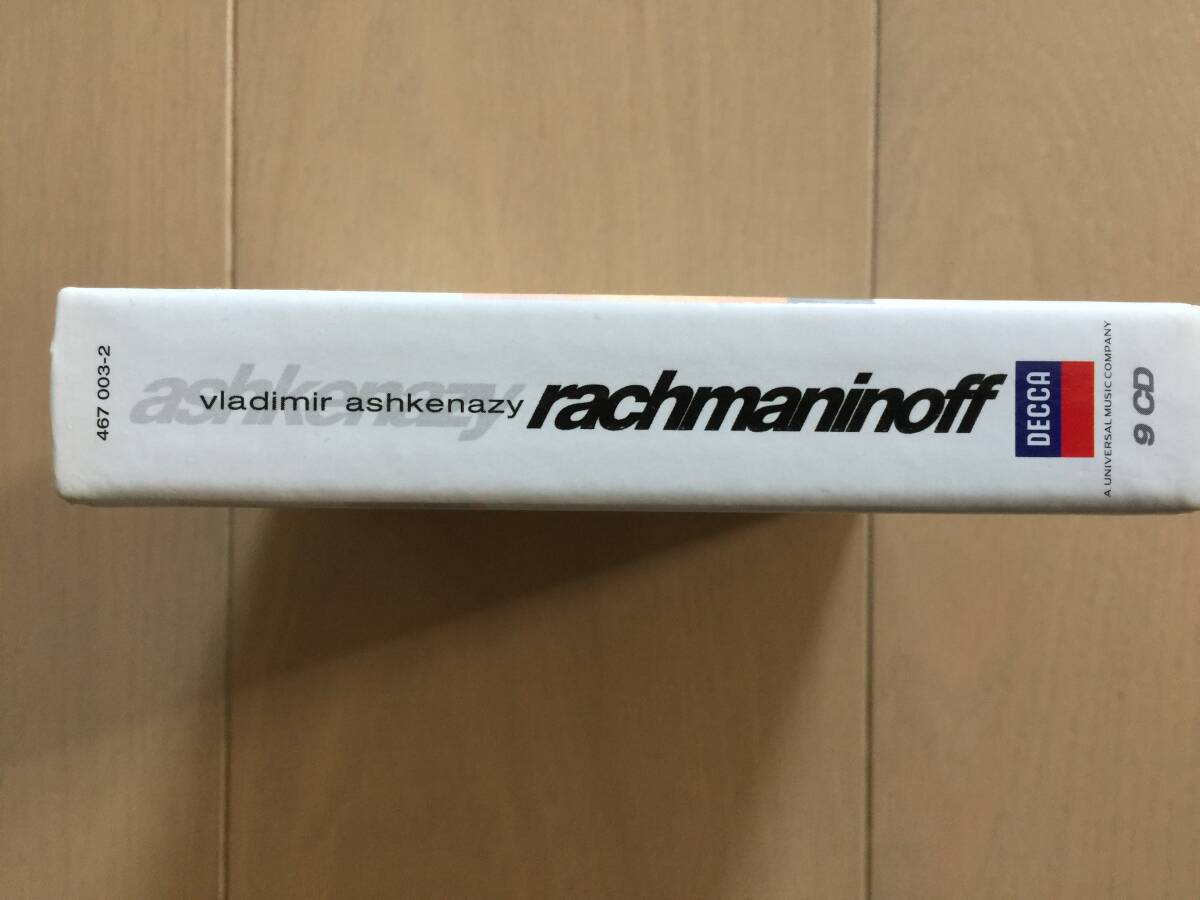 467 003-2
ashkenazy
vladimir ashkenazy
rachmaninoff
DECCA
A UNIVERSAL MUSIC COMPANY
9 CD